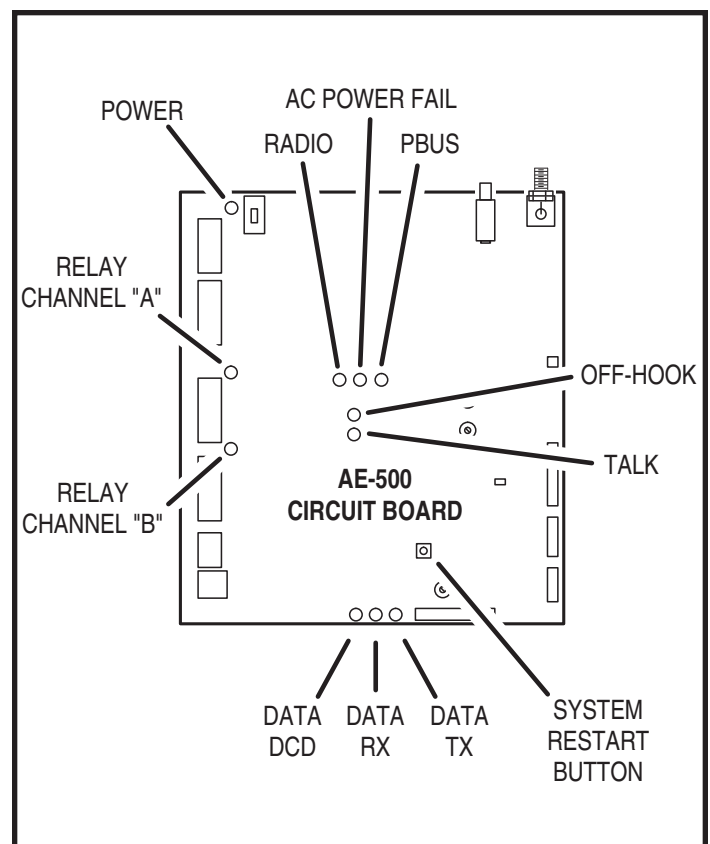 AC POWER FAIL
POWER
RADIO
PBUS
RELAY
CHANNEL "A"
OFF-HOOK
TALK
AE-500
CIRCUIT BOARD
RELAY
CHANNEL "B"
DATA
DCD
DATA
RX
DATA
TX
SYSTEM
RESTART
BUTTON